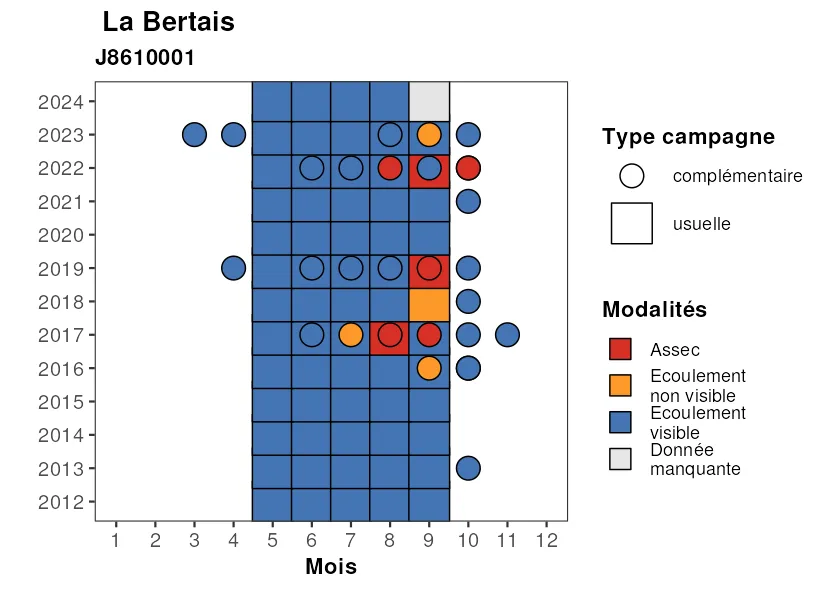 La Bertais
J8610001
2024
2023
2022
2021
2020
2019
2018
2017
2016
2015
2014
2013
2012
1 2 3 4 5 6 7 8 9 10 11 12
Mois
Type campagne
complémentaire
usuelle
Modalités
Assec
Ecoulement
non visible
Ecoulement
visible
Donnée
manquante